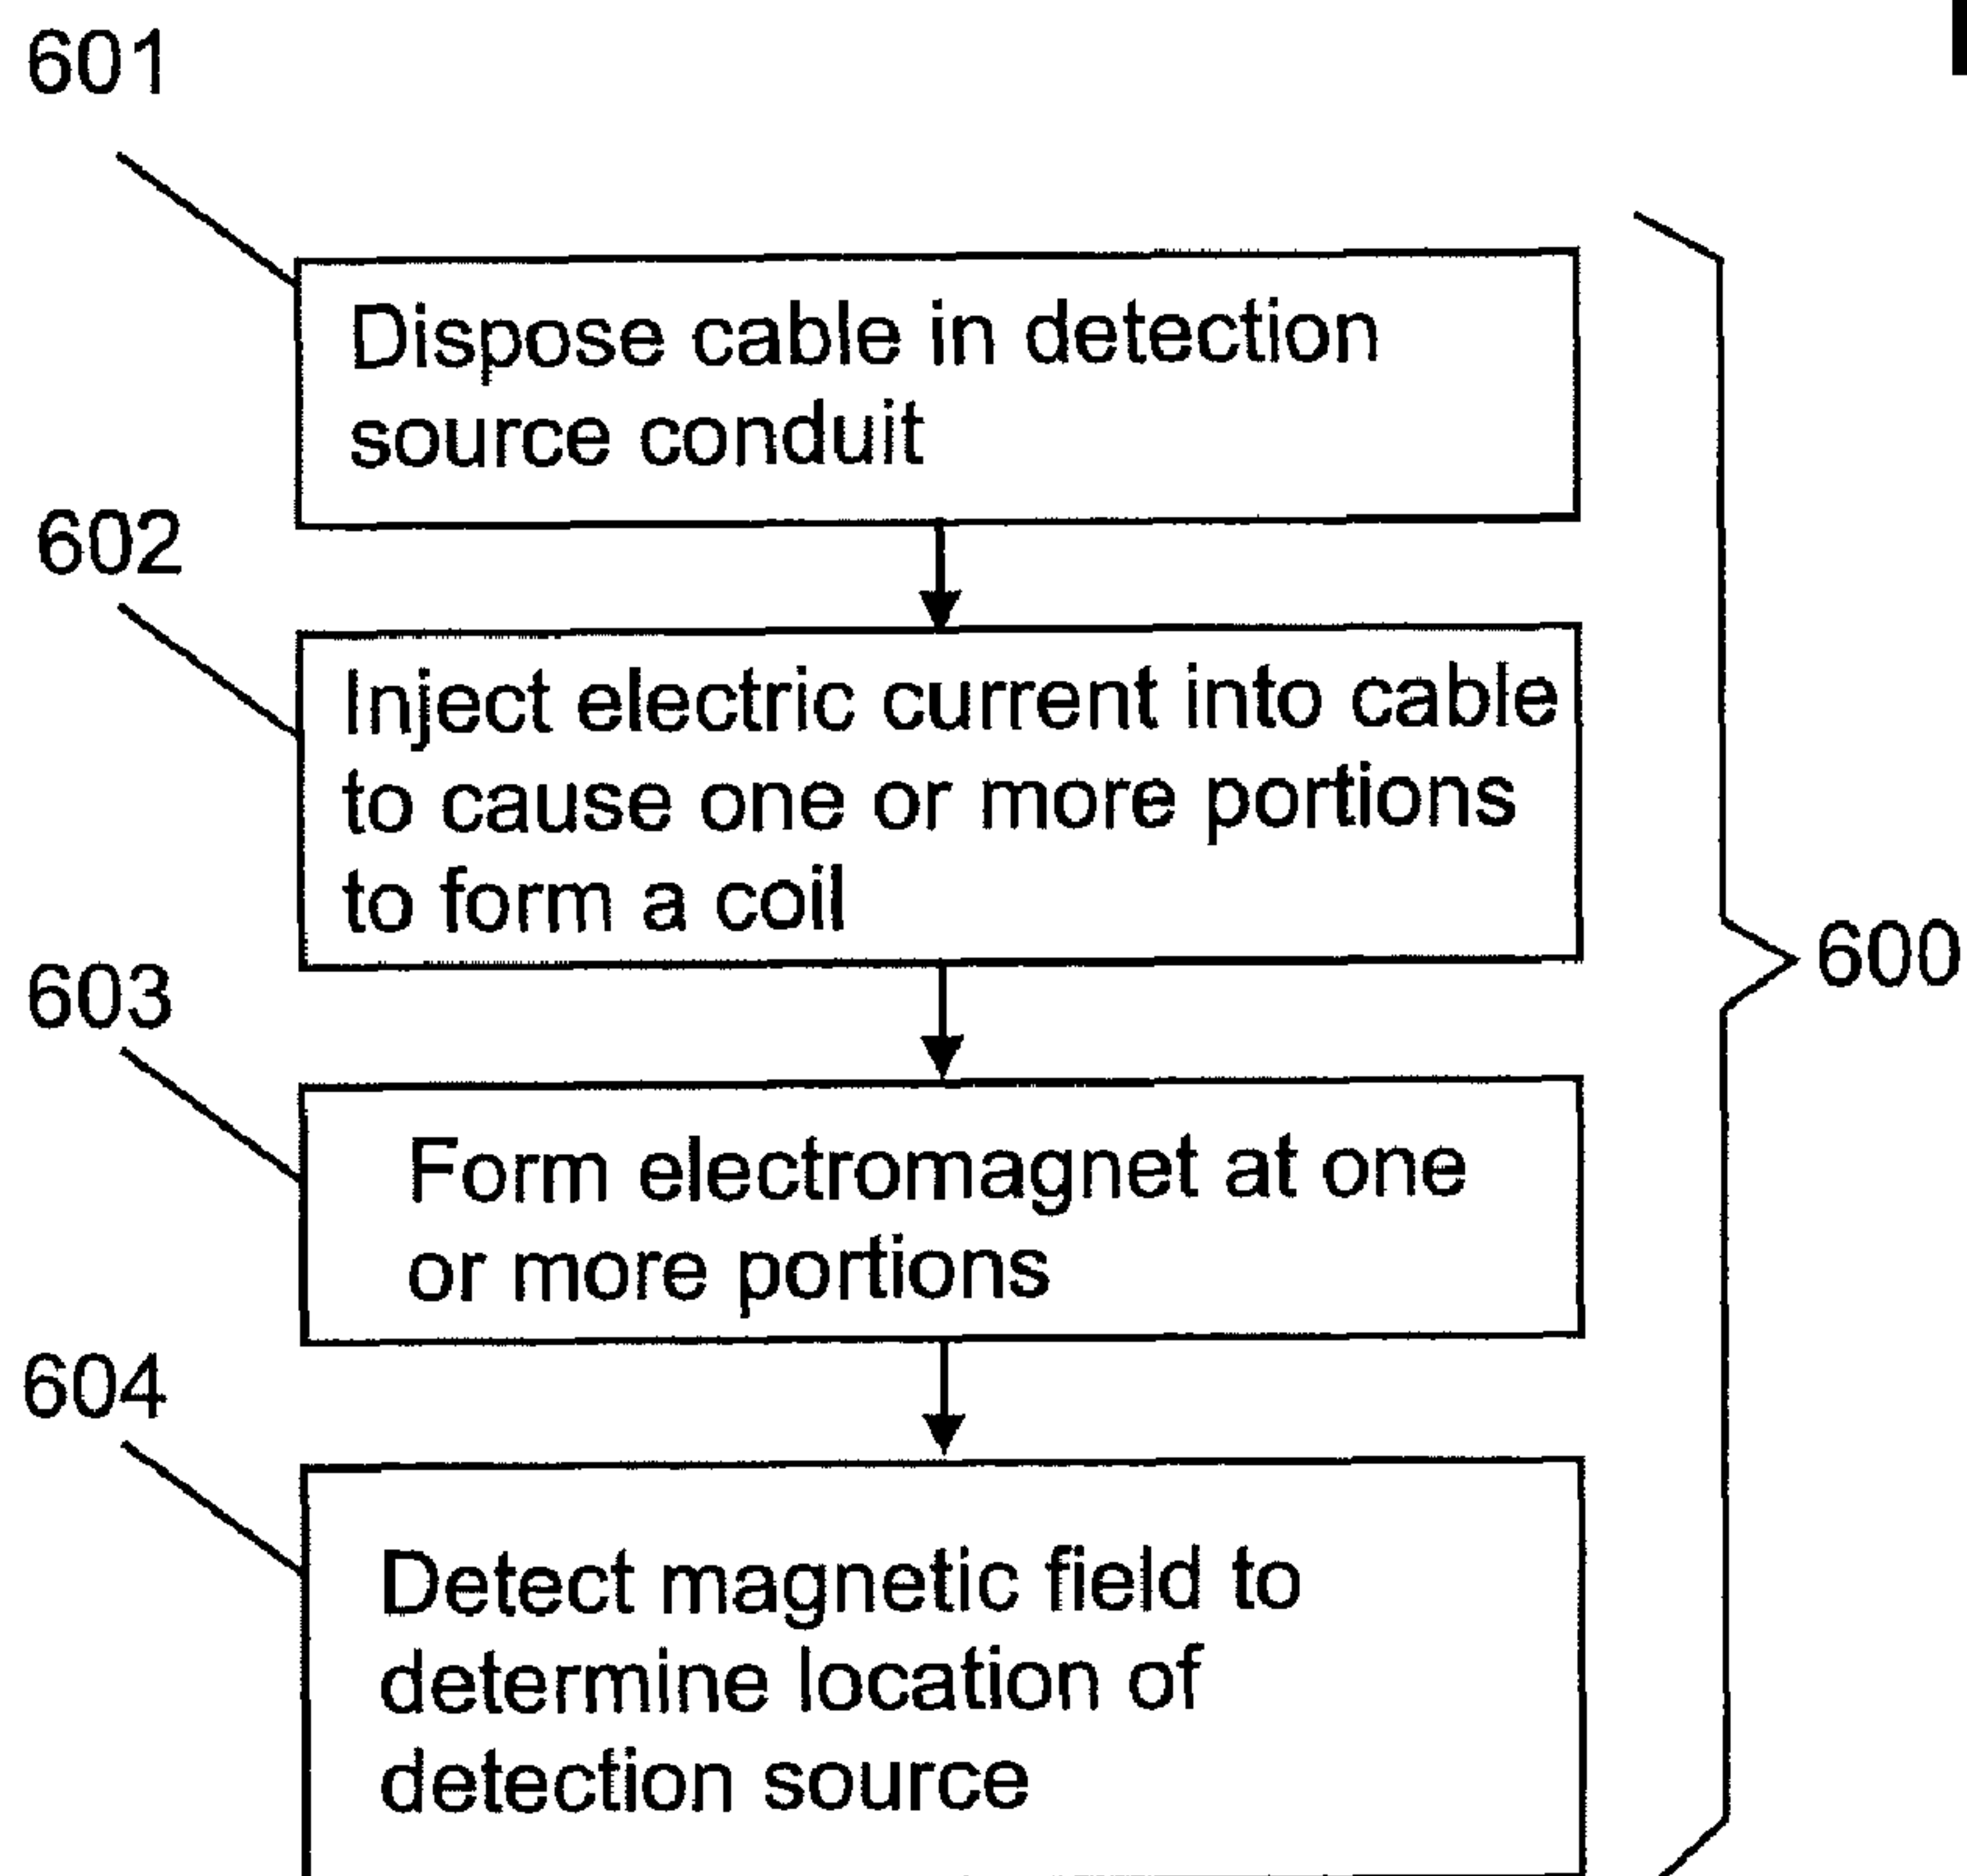 601
Dispose cable in detection
source conduit
602
Inject electric current into cable
to cause one or more portions
to form a coil
600
603
Form electromagnet at one
or more portions
604
Detect magnetic field to
determine location of
detection source